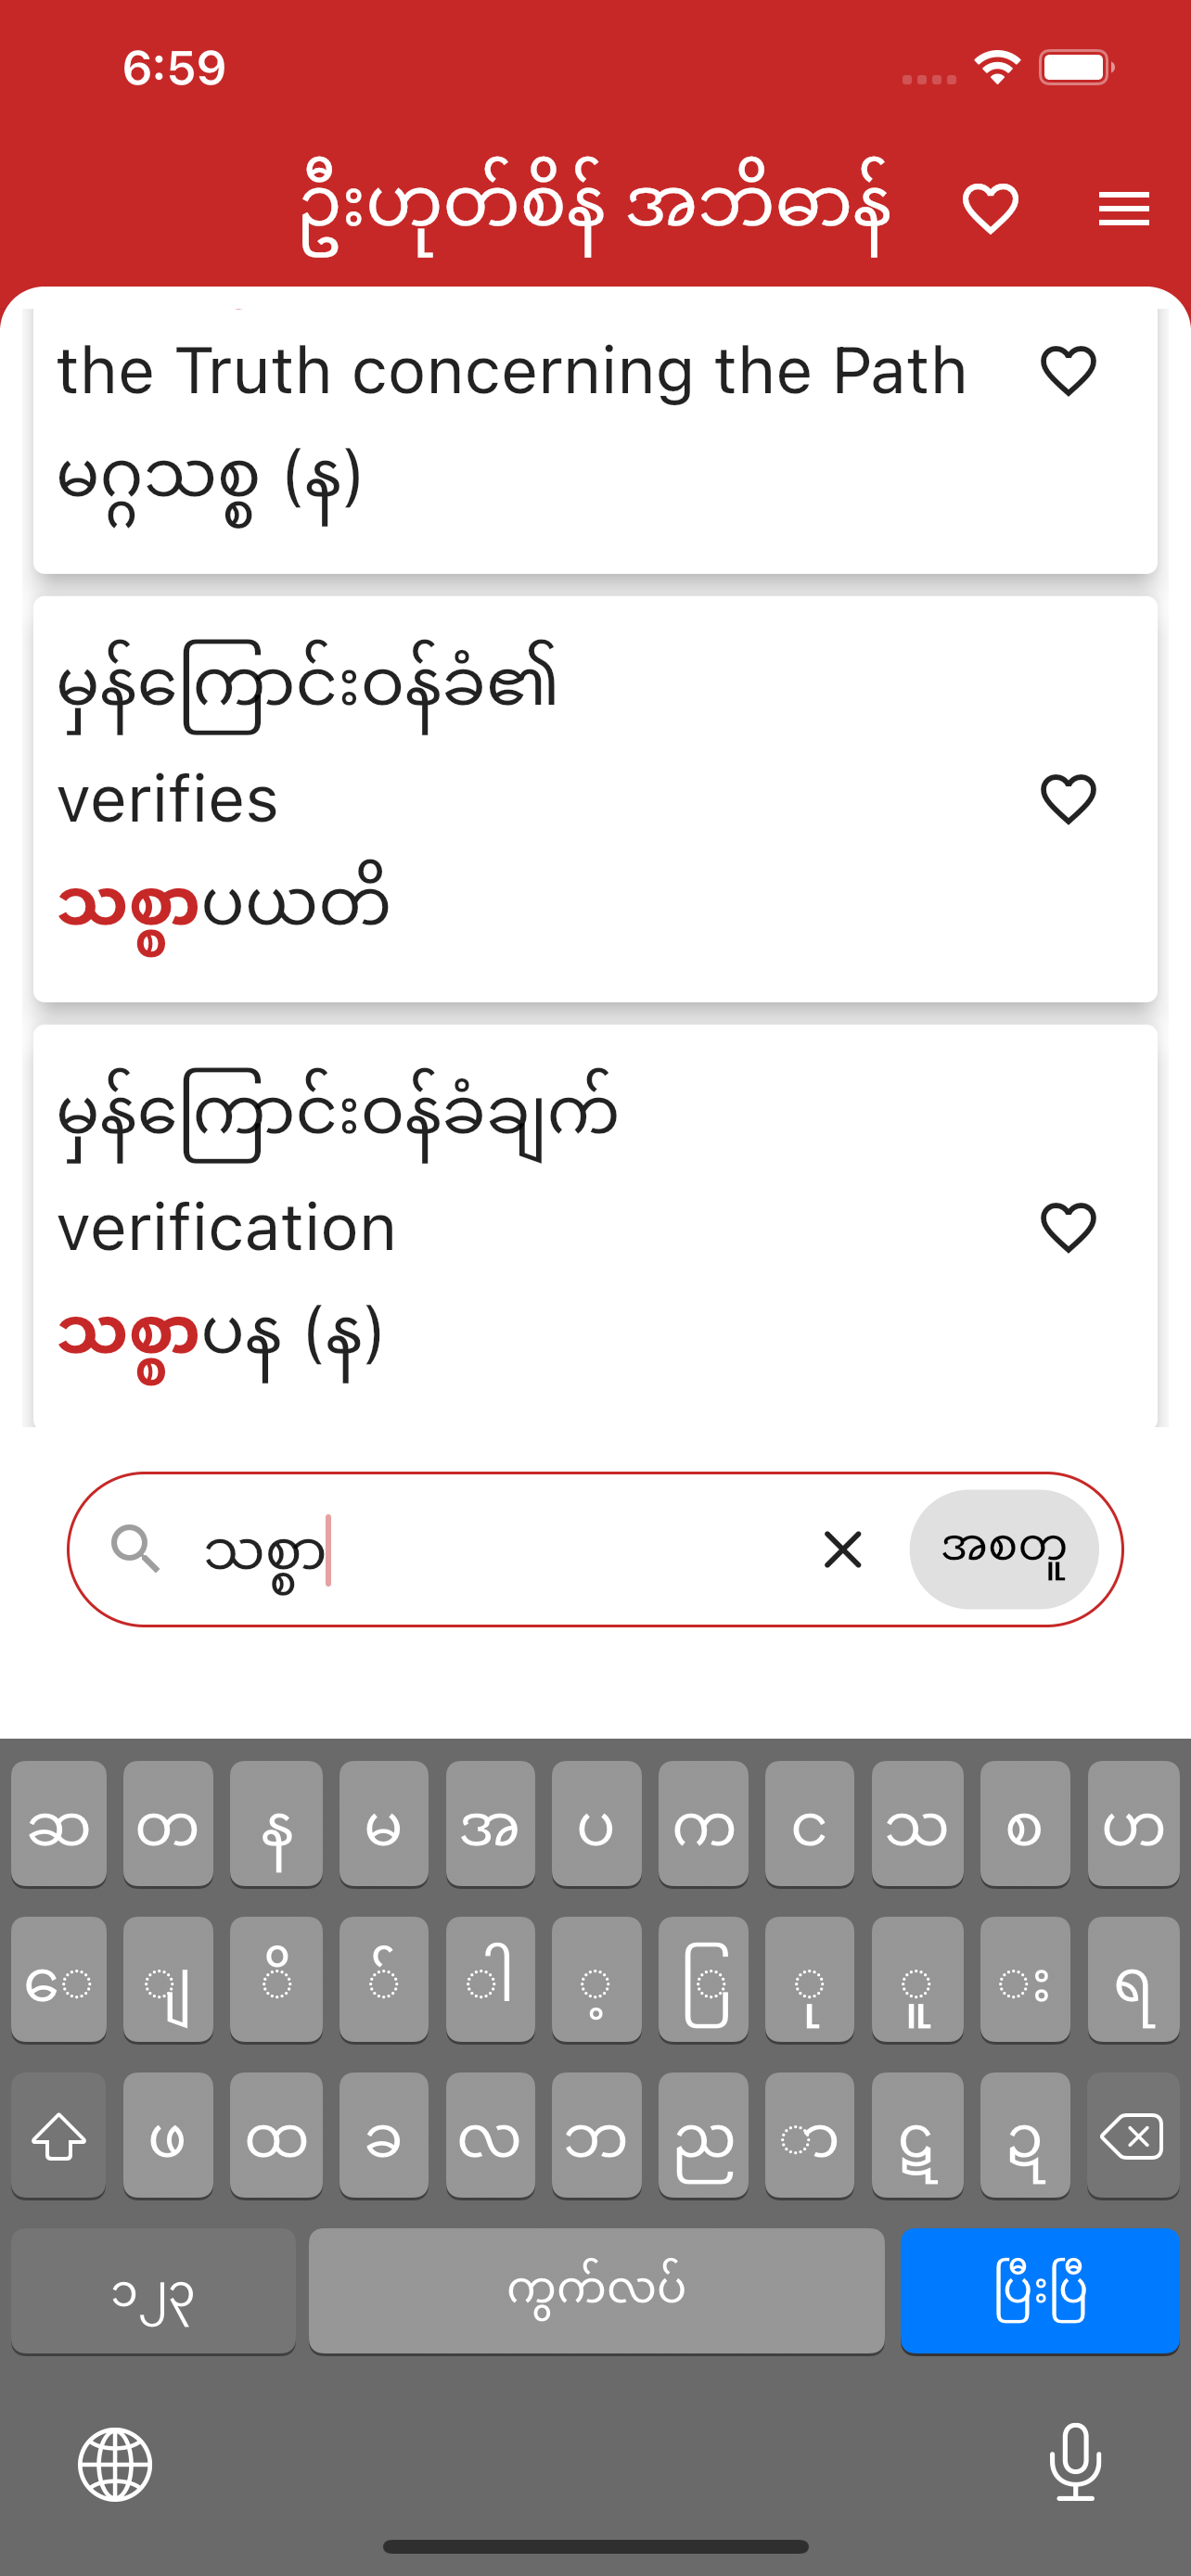 6:59
ဦးဟုတ်စိန် အဘိဓာန်
the Truth concerning the Path
မဂ္ဂသစ္စ (န)
မှန်ကြောင်းဝန်ခံ၏
verifies
သစ္စာပယတိ
မှန်ကြောင်းဝန်ခံချက်
verification
သစ္စာပန (န)
သစ္စာ
အစတူ
ဆ တ န မ အ ပ က င သ စ ဟ
ေ ျ ိ ် ါ ့ ြ ု ူ း ရ
ဖ ထ ခ လ ဘ ည ာ ဋ္ဌ ဥ
၁၂၃ ကွက်လပ် ပြီးပြီ